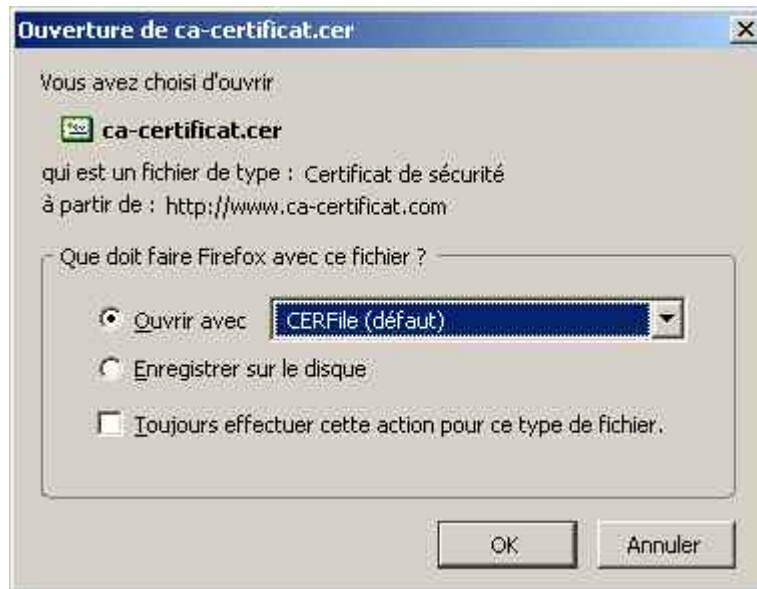 Ouverture de ca-certificat.cer
Vous avez choisi d'ouvrir
ca-certificat.cer
qui est un fichier de type : Certificat de sécurité
à partir de : http://www.ca-certificat.com
Que doit faire Firefox avec ce fichier ?
Ouvrir avec CERFile (défaut)
Enregistrer sur le disque
Toujours effectuer cette action pour ce type de fichier.
OK Annuler